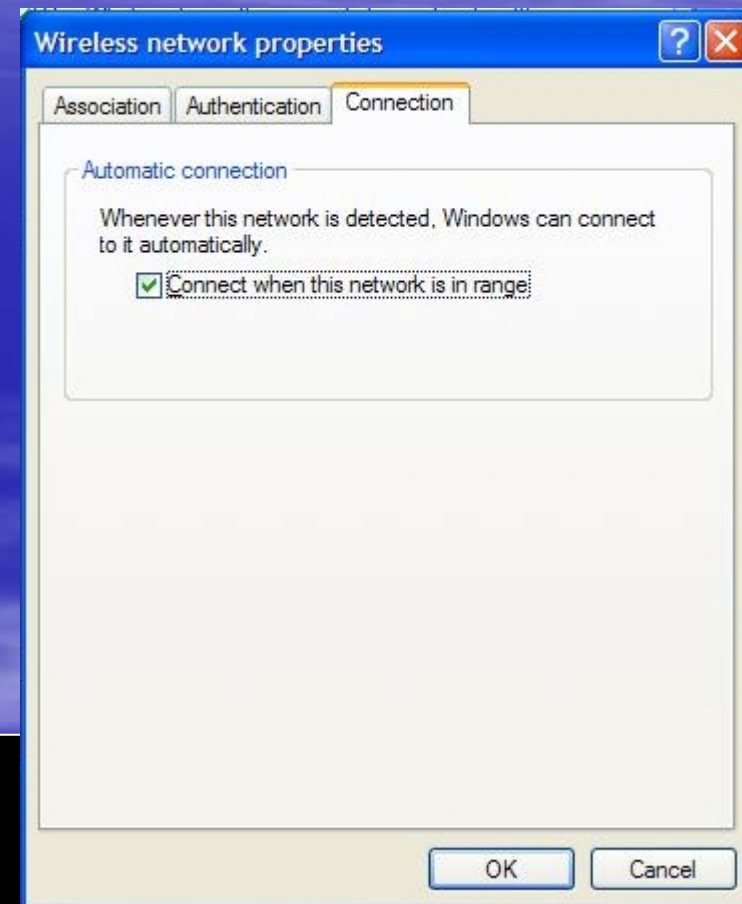 Wireless network properties
Association Authentication Connection
Automatic connection
Whenever this network is detected, Windows can connect
to it automatically.
Connect when this network is in range
OK Cancel